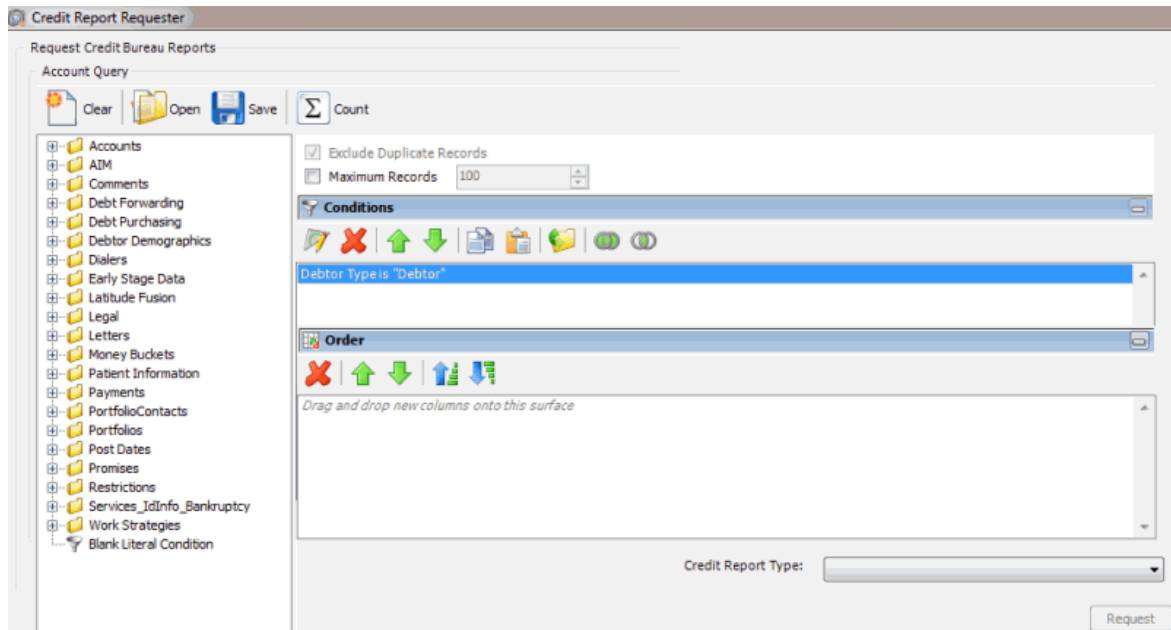 Credit Report Requester
Request Credit Bureau Reports
Account Query
Clear Open Save Σ Count
Accounts
AIM
Comments
Debt Forwarding
Debt Purchasing
Debtor Demographics
Dialers
Early Stage Data
Latitude Fusion
Legal
Letters
Money Buckets
Patient Information
Payments
PortfolioContacts
Portfolios
Post Dates
Promises
Restrictions
Services_IdInfo_Bankruptcy
Work Strategies
Blank Literal Condition
Exclude Duplicate Records
Maximum Records 100
Conditions
Debtor Type is "Debtor"
Order
Drag and drop new columns onto this surface
Credit Report Type:
Request